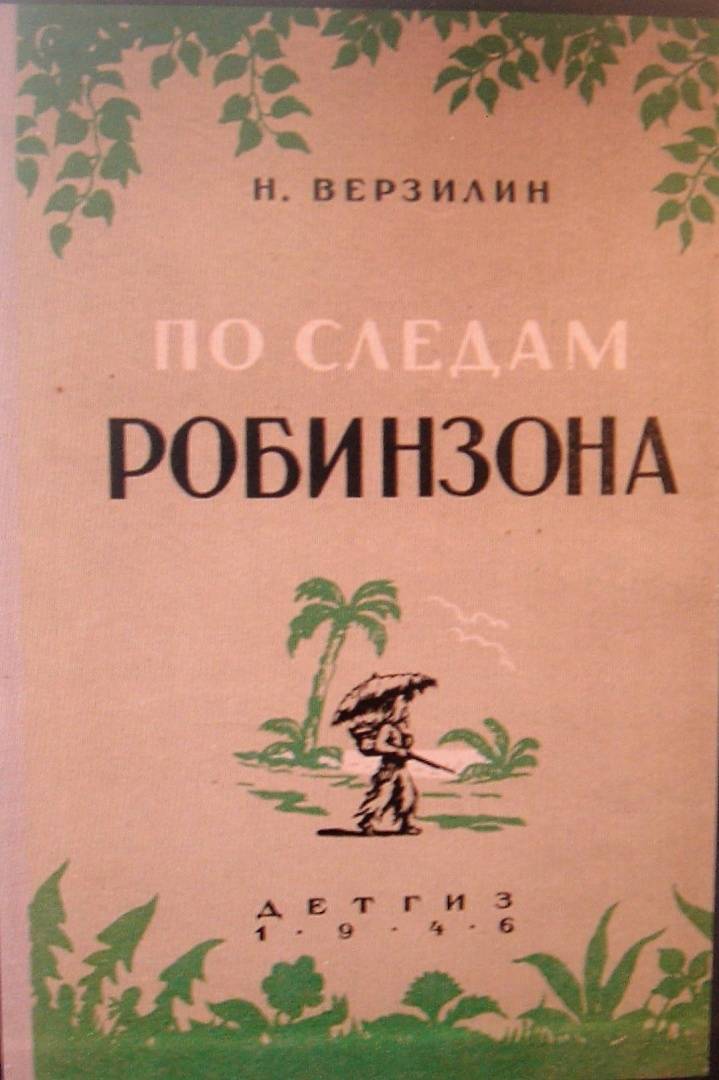 Н. ВЕРЗИЛИН
ПО СЛЕДАМ
РОБИНЗОНА
ДЕТГИЗ
1·9·4·6